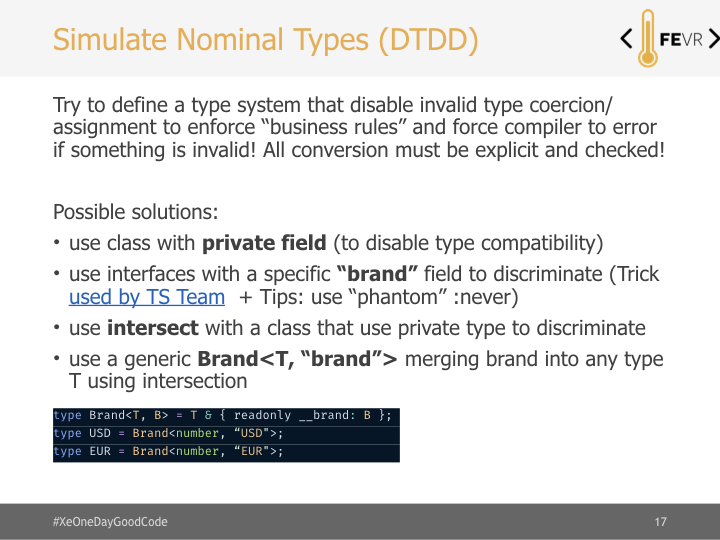 Simulate Nominal Types (DTDD)
FEVR
Try to define a type system that disable invalid type coercion/
assignment to enforce “business rules” and force compiler to error
if something is invalid! All conversion must be explicit and checked!
Possible solutions:
• use class with private field (to disable type compatibility)
• use interfaces with a specific “brand” field to discriminate (Trick
used by TS Team + Tips: use “phantom” :never)
• use intersect with a class that use private type to discriminate
• use a generic Brand<T, “brand”> merging brand into any type
T using intersection
type Brand<T, B> = T & { readonly __brand: B };
type USD = Brand<number, “USD">;
type EUR = Brand<number, “EUR">;
#XeOneDayGoodCode
17